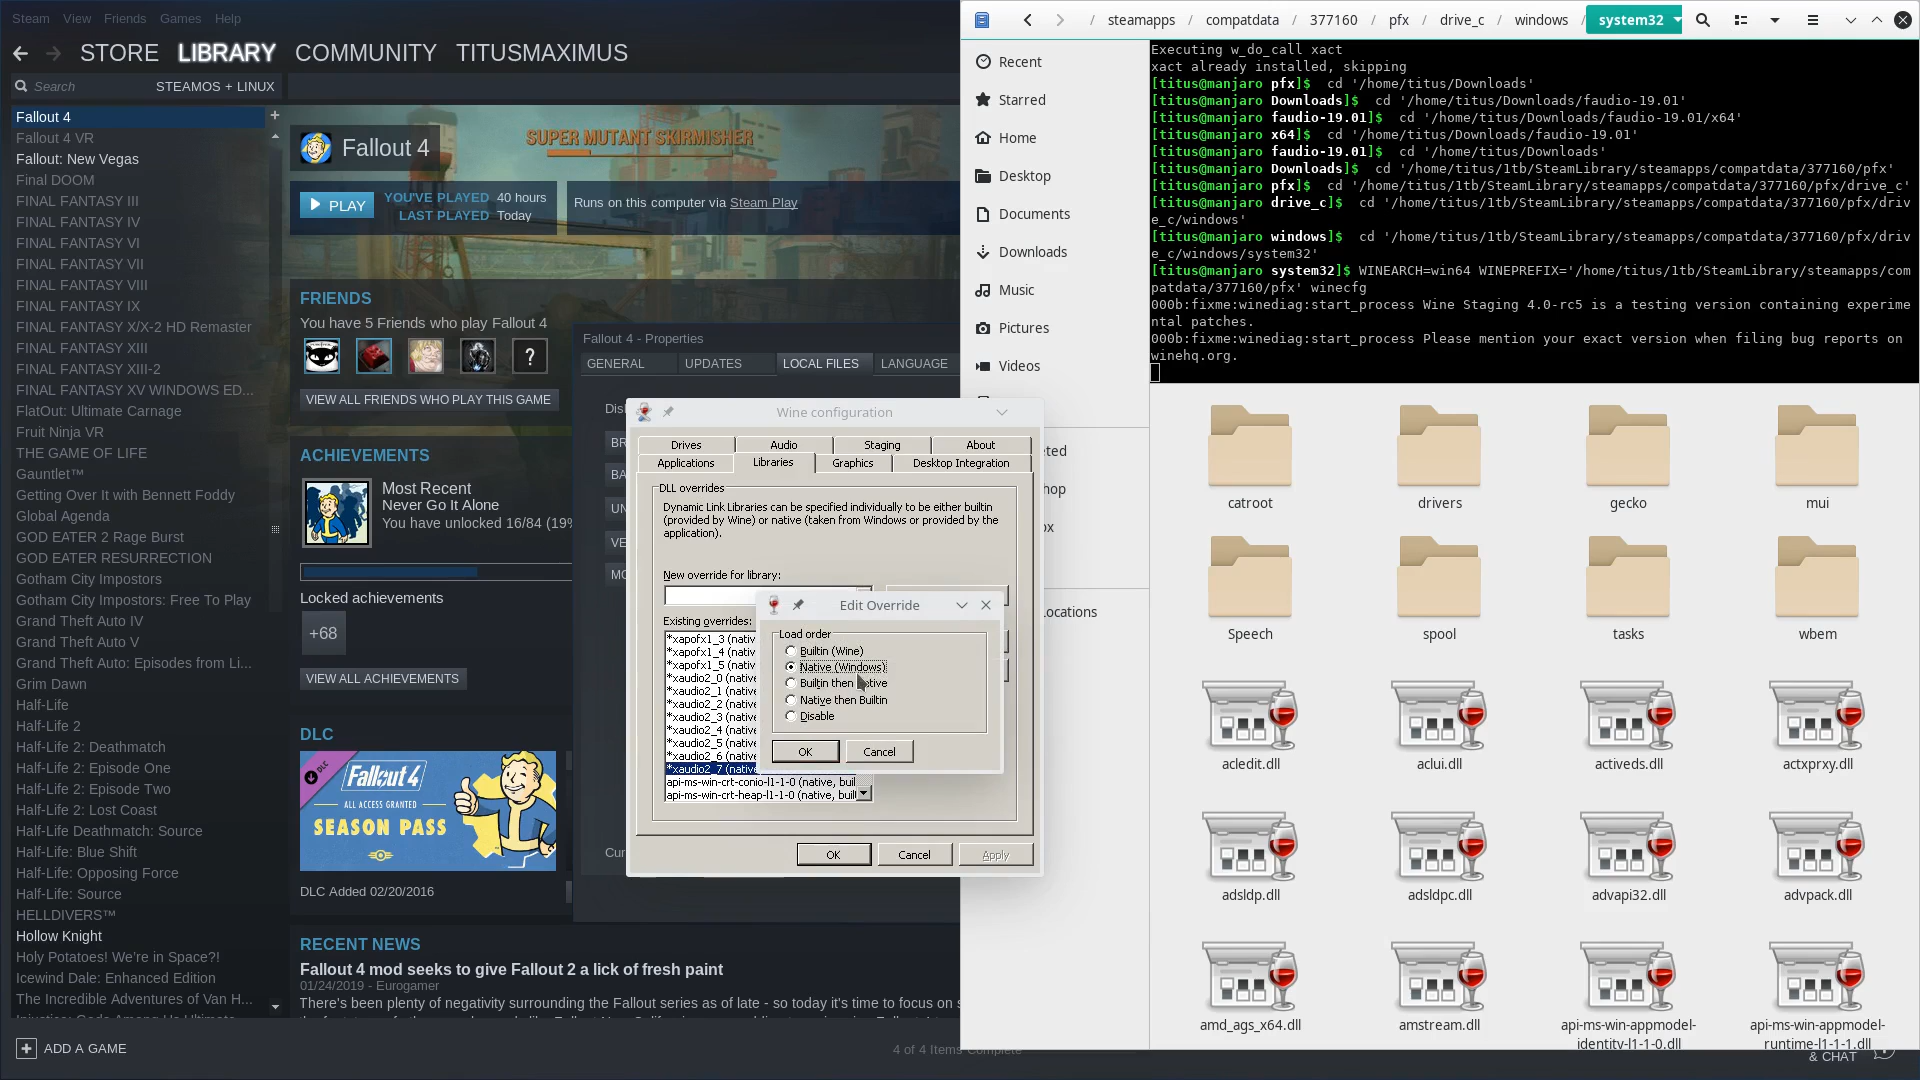 Steam View Friends Games Help
STORE LIBRARY COMMUNITY TITUSMAXIMUS
Search STEAMOS + LINUX
Fallout 4
Fallout 4 VR
Fallout: New Vegas
Final DOOM
FINAL FANTASY III
FINAL FANTASY IV
FINAL FANTASY VI
FINAL FANTASY VII
FINAL FANTASY VIII
FINAL FANTASY IX
FINAL FANTASY X/X-2 HD Remaster
FINAL FANTASY XIII
FINAL FANTASY XIII-2
FINAL FANTASY XV WINDOWS ED...
FlatOut: Ultimate Carnage
Fruit Ninja VR
THE GAME OF LIFE
Gauntlet™
Getting Over It with Bennett Foddy
Global Agenda
GOD EATER 2 Rage Burst
GOD EATER RESURRECTION
Gotham City Impostors
Gotham City Impostors: Free To Play
Grand Theft Auto IV
Grand Theft Auto V
Grand Theft Auto: Episodes from Li...
Grim Dawn
Half-Life
Half-Life 2
Half-Life 2: Deathmatch
Half-Life 2: Episode One
Half-Life 2: Episode Two
Half-Life 2: Lost Coast
Half-Life Deathmatch: Source
Half-Life: Blue Shift
Half-Life: Opposing Force
Half-Life: Source
HELLDIVERS™
Hollow Knight
Holy Potatoes! We're in Space?!
Icewind Dale: Enhanced Edition
The Incredible Adventures of Van H...
ADD A GAME
SUPER MUTANT SKIRMISHER
Fallout 4
PLAY
YOU'VE PLAYED 40 hours
LAST PLAYED Today
Runs on this computer via Steam Play
FRIENDS
You have 5 Friends who play Fallout 4
?
VIEW ALL FRIENDS WHO PLAY THIS GAME
ACHIEVEMENTS
Most Recent
Never Go It Alone
You have unlocked 16/84 (19%
Locked achievements
+68
VIEW ALL ACHIEVEMENTS
DLC
DLC
Fallout 4
ALL ACCESS GRANTED
SEASON PASS
DLC Added 02/20/2016
RECENT NEWS
Fallout 4 mod seeks to give Fallout 2 a lick of fresh paint
01/24/2019 - Eurogamer
There's been plenty of negativity surrounding the Fallout series as of late - so today it's time to focus on s
4 of 4 Items Complete
& CHAT
Fallout 4 - Properties
GENERAL UPDATES LOCAL FILES LANGUAGE
Dis
BR
BA
UN
VE
MO
Cur
Wine configuration
Drives Audio Staging About
Applications Libraries Graphics Desktop Integration
DLL overrides
Dynamic Link Libraries can be specified individually to be either builtin
(provided by Wine) or native (taken from Windows or provided by the
application).
New override for library:
Existing overrides:
*xapofx1_3 (nativ
*xapofx1_4 (nativ
*xapofx1_5 (nativ
*xaudio2_0 (nativ
*xaudio2_1 (nativ
*xaudio2_2 (nativ
*xaudio2_3 (nativ
*xaudio2_4 (nativ
*xaudio2_5 (nativ
*xaudio2_6 (nativ
*xaudio2_7 (native
api-ms-win-crt-conio-l1-1-0 (native, buil
api-ms-win-crt-heap-l1-1-0 (native, buil
OK Cancel Apply
Edit Override
Load order
Builtin (Wine)
Native (Windows)
Builtin then Native
Native then Builtin
Disable
OK Cancel
/ steamapps / compatdata / 377160 / pfx / drive_c / windows / system32
Recent
Starred
Home
Desktop
Documents
Downloads
Music
Pictures
Videos
eted
hop
ox
Locations
Executing w_do_call xact
xact already installed, skipping
[titus@manjaro pfx]$ cd '/home/titus/Downloads'
[titus@manjaro Downloads]$ cd '/home/titus/Downloads/faudio-19.01'
[titus@manjaro faudio-19.01]$ cd '/home/titus/Downloads/faudio-19.01/x64'
[titus@manjaro x64]$ cd '/home/titus/Downloads/faudio-19.01'
[titus@manjaro faudio-19.01]$ cd '/home/titus/Downloads'
[titus@manjaro Downloads]$ cd '/home/titus/1tb/SteamLibrary/steamapps/compatdata/377160/pfx'
[titus@manjaro pfx]$ cd '/home/titus/1tb/SteamLibrary/steamapps/compatdata/377160/pfx/drive_c'
[titus@manjaro drive_c]$ cd '/home/titus/1tb/SteamLibrary/steamapps/compatdata/377160/pfx/driv
e_c/windows'
[titus@manjaro windows]$ cd '/home/titus/1tb/SteamLibrary/steamapps/compatdata/377160/pfx/driv
e_c/windows/system32'
[titus@manjaro system32]$ WINEARCH=win64 WINEPREFIX='/home/titus/1tb/SteamLibrary/steamapps/com
patdata/377160/pfx' winecfg
000b:fixme:winediag:start_process Wine Staging 4.0-rc5 is a testing version containing experime
ntal patches.
000b:fixme:winediag:start_process Please mention your exact version when filing bug reports on
winehq.org.
catroot drivers gecko mui
Speech spool tasks wbem
acledit.dll aclui.dll activeds.dll actxprxy.dll
adsldp.dll adsldpc.dll advapi32.dll advpack.dll
amd_ags_x64.dll amstream.dll api-ms-win-appmodel-identity-l1-1-0.dll api-ms-win-appmodel-runtime-l1-1-1.dll